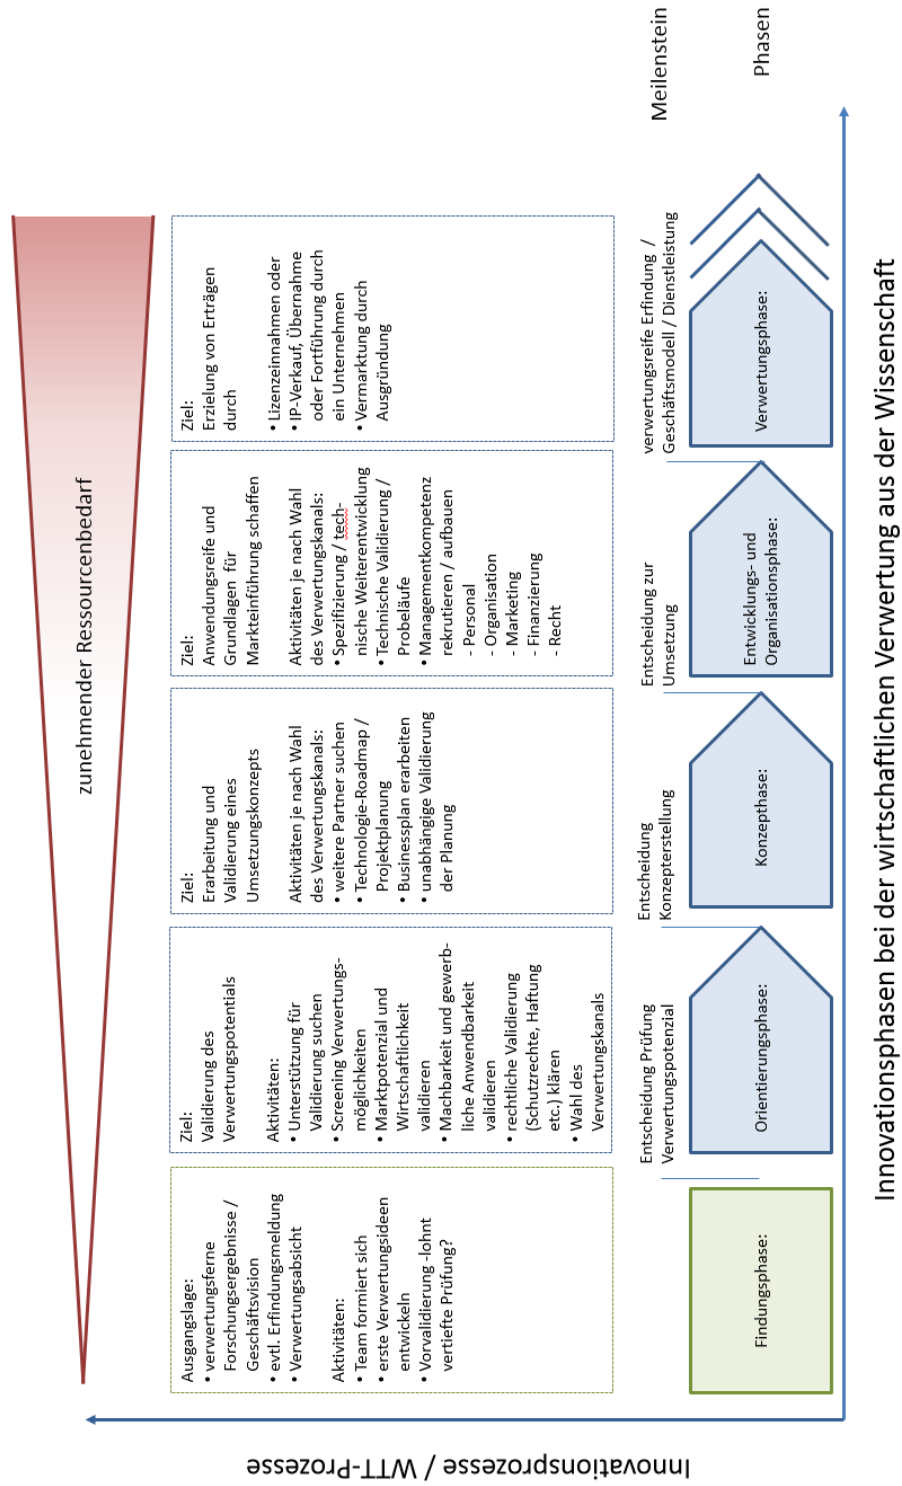 zunehmender Ressourcenbedarf
Ausgangslage:
• verwertungsferne
Forschungsergebnisse /
Geschäftsvision
• evtl. Erfindungsmeldung
• Verwertungsabsicht
Aktivitäten:
• Team formiert sich
• erste Verwertungsideen
entwickeln
• Vorvalidierung -lohnt
vertiefte Prüfung?
Ziel:
Validierung des
Verwertungspotentials
Aktivitäten:
• Unterstützung für
Validierung suchen
• Screening Verwertungs-
möglichkeiten
• Marktpotenzial und
Wirtschaftlichkeit
validieren
• Machbarkeit und gewerb-
liche Anwendbarkeit
validieren
• rechtliche Validierung
(Schutzrechte, Haftung
etc.) klären
• Wahl des
Verwertungskanals
Ziel:
Erarbeitung und
Validierung eines
Umsetzungskonzepts
Aktivitäten je nach Wahl
des Verwertungskanals:
• weitere Partner suchen
• Technologie-Roadmap /
Projektplanung
• Businessplan erarbeiten
• unabhängige Validierung
der Planung
Ziel:
Anwendungsreife und
Grundlagen für
Markteinführung schaffen
Aktivitäten je nach Wahl
des Verwertungskanals:
• Spezifizierung / tech-
nische Weiterentwicklung
• Technische Validierung /
Probeläufe
• Managementkompetenz
rekrutieren / aufbauen
- Personal
- Organisation
- Marketing
- Finanzierung
- Recht
Ziel:
Erzielung von Erträgen
durch
• Lizenzeinnahmen oder
• IP-Verkauf, Übernahme
oder Fortführung durch
ein Unternehmen
• Vermarktung durch
Ausgründung
Entscheidung Prüfung
Verwertungspotenzial
Entscheidung
Konzepterstellung
Entscheidung zur
Umsetzung
verwertungsreife Erfindung /
Geschäftsmodell / Dienstleistung
Meilenstein
Findungsphase:
Orientierungsphase:
Konzepthase:
Entwicklungs- und
Organisationsphase:
Verwertungsphase:
Phasen
Innovationsprozesse / WTT-Prozesse
Innovationsphasen bei der wirtschaftlichen Verwertung aus der Wissenschaft